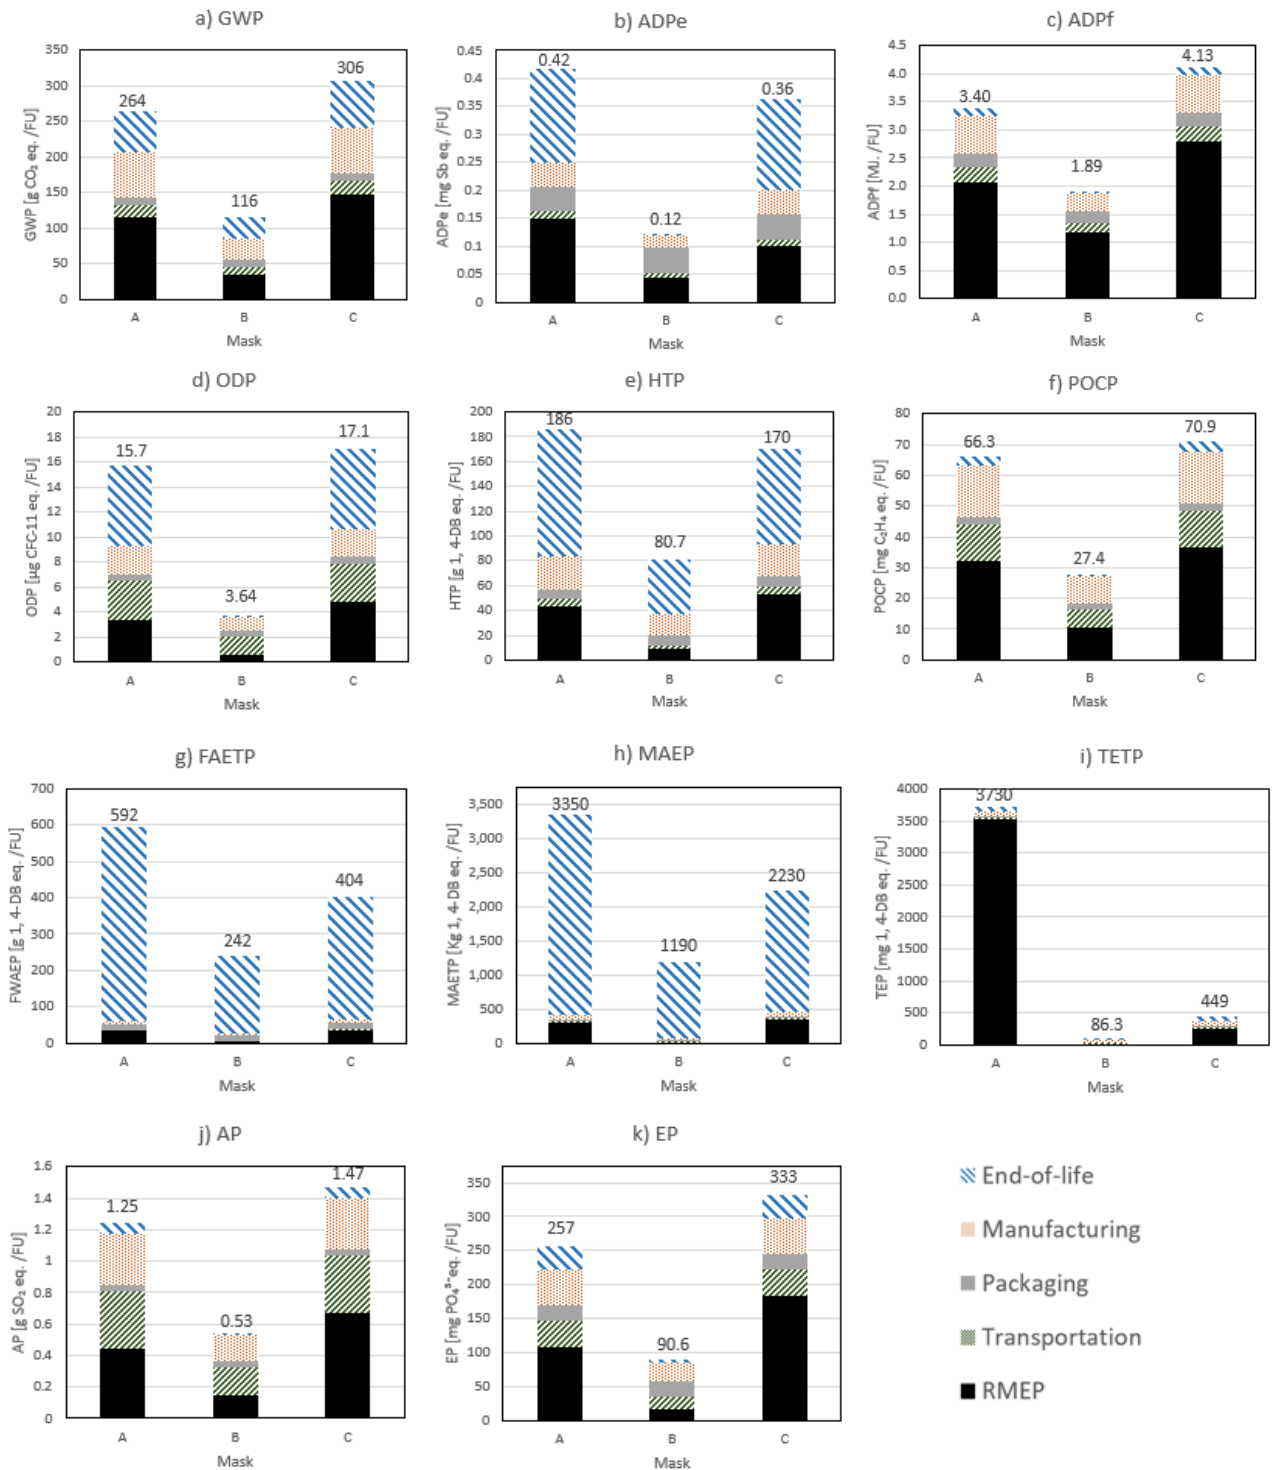 a) GWP
b) ADPe
c) ADPf
GWP [g CO₂ eq. /FU]
350
300
250
200
150
100
50
0
264
116
306
A
B
C
Mask
ADPe [mg Sb eq. /FU]
0.45
0.4
0.35
0.3
0.25
0.2
0.15
0.1
0.05
0
0.42
0.12
0.36
A
B
C
Mask
ADPf [MJ. /FU]
4.5
4.0
3.5
3.0
2.5
2.0
1.5
1.0
0.5
0.0
3.40
1.89
4.13
A
B
C
Mask
d) ODP
e) HTP
f) POCP
ODP [µg CFC-11 eq. /FU]
20
18
16
14
12
10
8
6
4
2
0
15.7
3.64
17.1
A
B
C
Mask
HTP [g 1, 4-DB eq. /FU]
200
180
160
140
120
100
80
60
40
20
0
186
80.7
170
A
B
C
Mask
POCP [mg C₂H₄ eq. /FU]
80
70
60
50
40
30
20
10
0
66.3
27.4
70.9
A
B
C
Mask
g) FAETP
h) MAEP
i) TETP
FWAEP [g 1, 4-DB eq. /FU]
700
600
500
400
300
200
100
0
592
242
404
A
B
C
Mask
MAETP [Kg 1, 4-DB eq. /FU]
3,500
3,000
2,500
2,000
1,500
1,000
500
0
3350
1190
2230
A
B
C
Mask
TEP [mg 1, 4-DB eq. /FU]
4000
3500
3000
2500
2000
1500
1000
500
0
3730
86.3
449
A
B
C
Mask
j) AP
k) EP
AP [g SO₂ eq. /FU]
1.6
1.4
1.2
1
0.8
0.6
0.4
0.2
0
1.25
0.53
1.47
A
B
C
Mask
EP [mg PO₄³⁻eq. /FU]
350
300
250
200
150
100
50
0
257
90.6
333
A
B
C
Mask
End-of-life
Manufacturing
Packaging
Transportation
RMEP